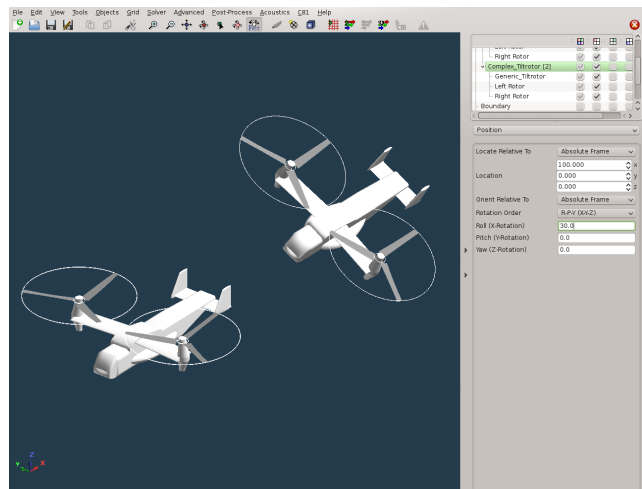 File Edit View Tools Objects Grid Solver Advanced Post-Process Acoustics C81 Help
Right Rotor
Complex_Tiltrotor [2]
Generic_Tiltrotor
Left Rotor
Right Rotor
Boundary
Position
Locate Relative To Absolute Frame
100.000 x
Location 0.000 y
0.000 z
Orient Relative To Absolute Frame
Rotation Order R-P-Y (X-Y-Z)
Roll (X-Rotation) 30.0
Pitch (Y-Rotation) 0.0
Yaw (Z-Rotation) 0.0
Z
Y X